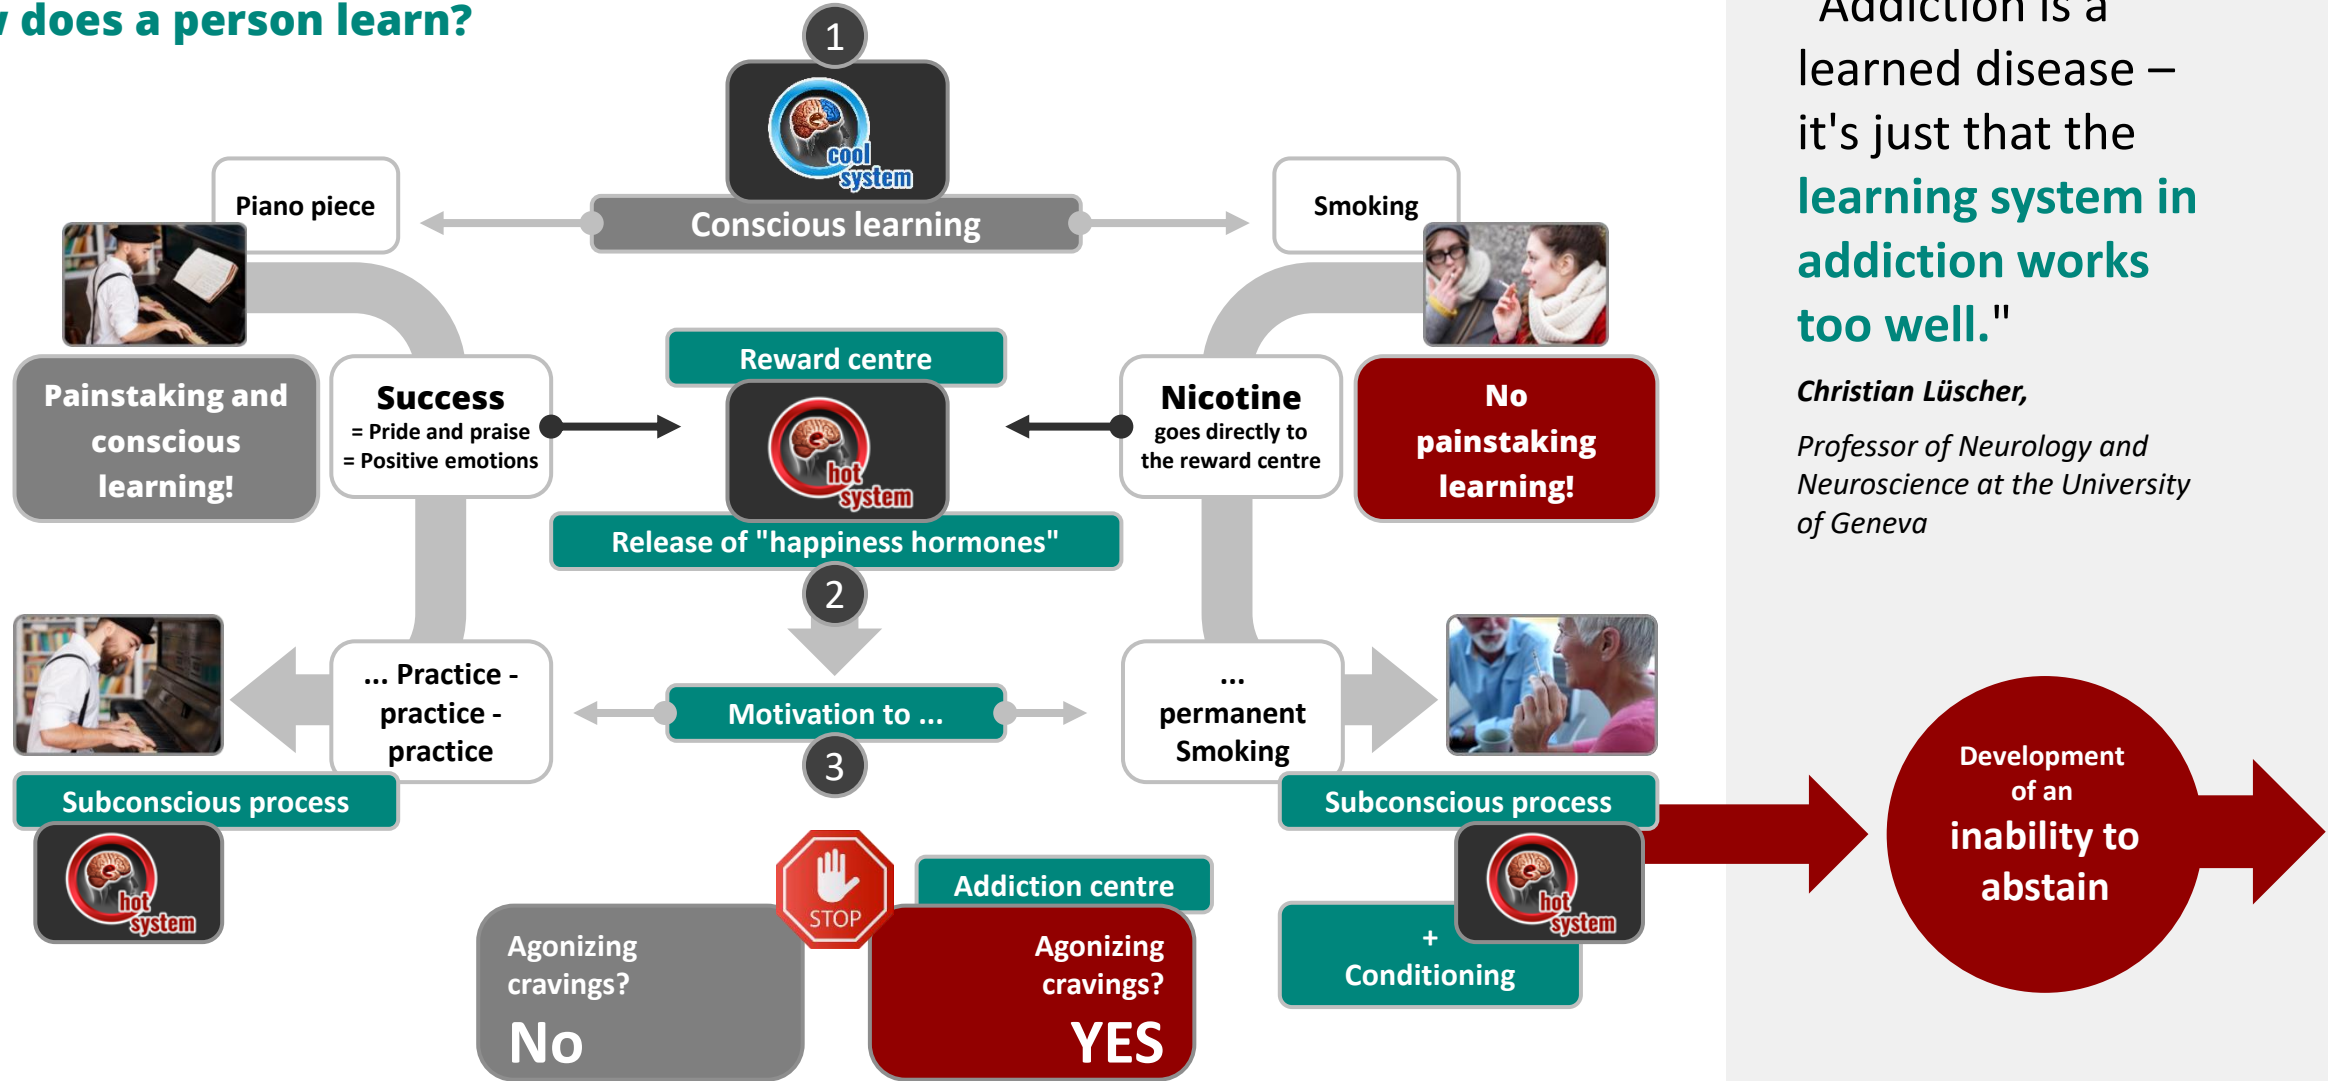 does a person learn?
1
cool
system
Conscious learning
Piano piece
Smoking
Painstaking and
conscious
learning!
Success
= Pride and praise
= Positive emotions
Reward centre
hot
system
Release of "happiness hormones"
Nicotine
goes directly to
the reward centre
No
painstaking
learning!
2
... Practice -
practice -
practice
Motivation to ...
3
...
permanent
Smoking
Subconscious process
hot
system
Subconscious process
hot
system
+
Conditioning
STOP
Addiction centre
Agonizing
cravings?
No
Agonizing
cravings?
YES
"Addiction is a
learned disease –
it's just that the
learning system in
addiction works
too well."
Christian Lüscher,
Professor of Neurology and
Neuroscience at the University
of Geneva
Development
of an
inability to
abstain